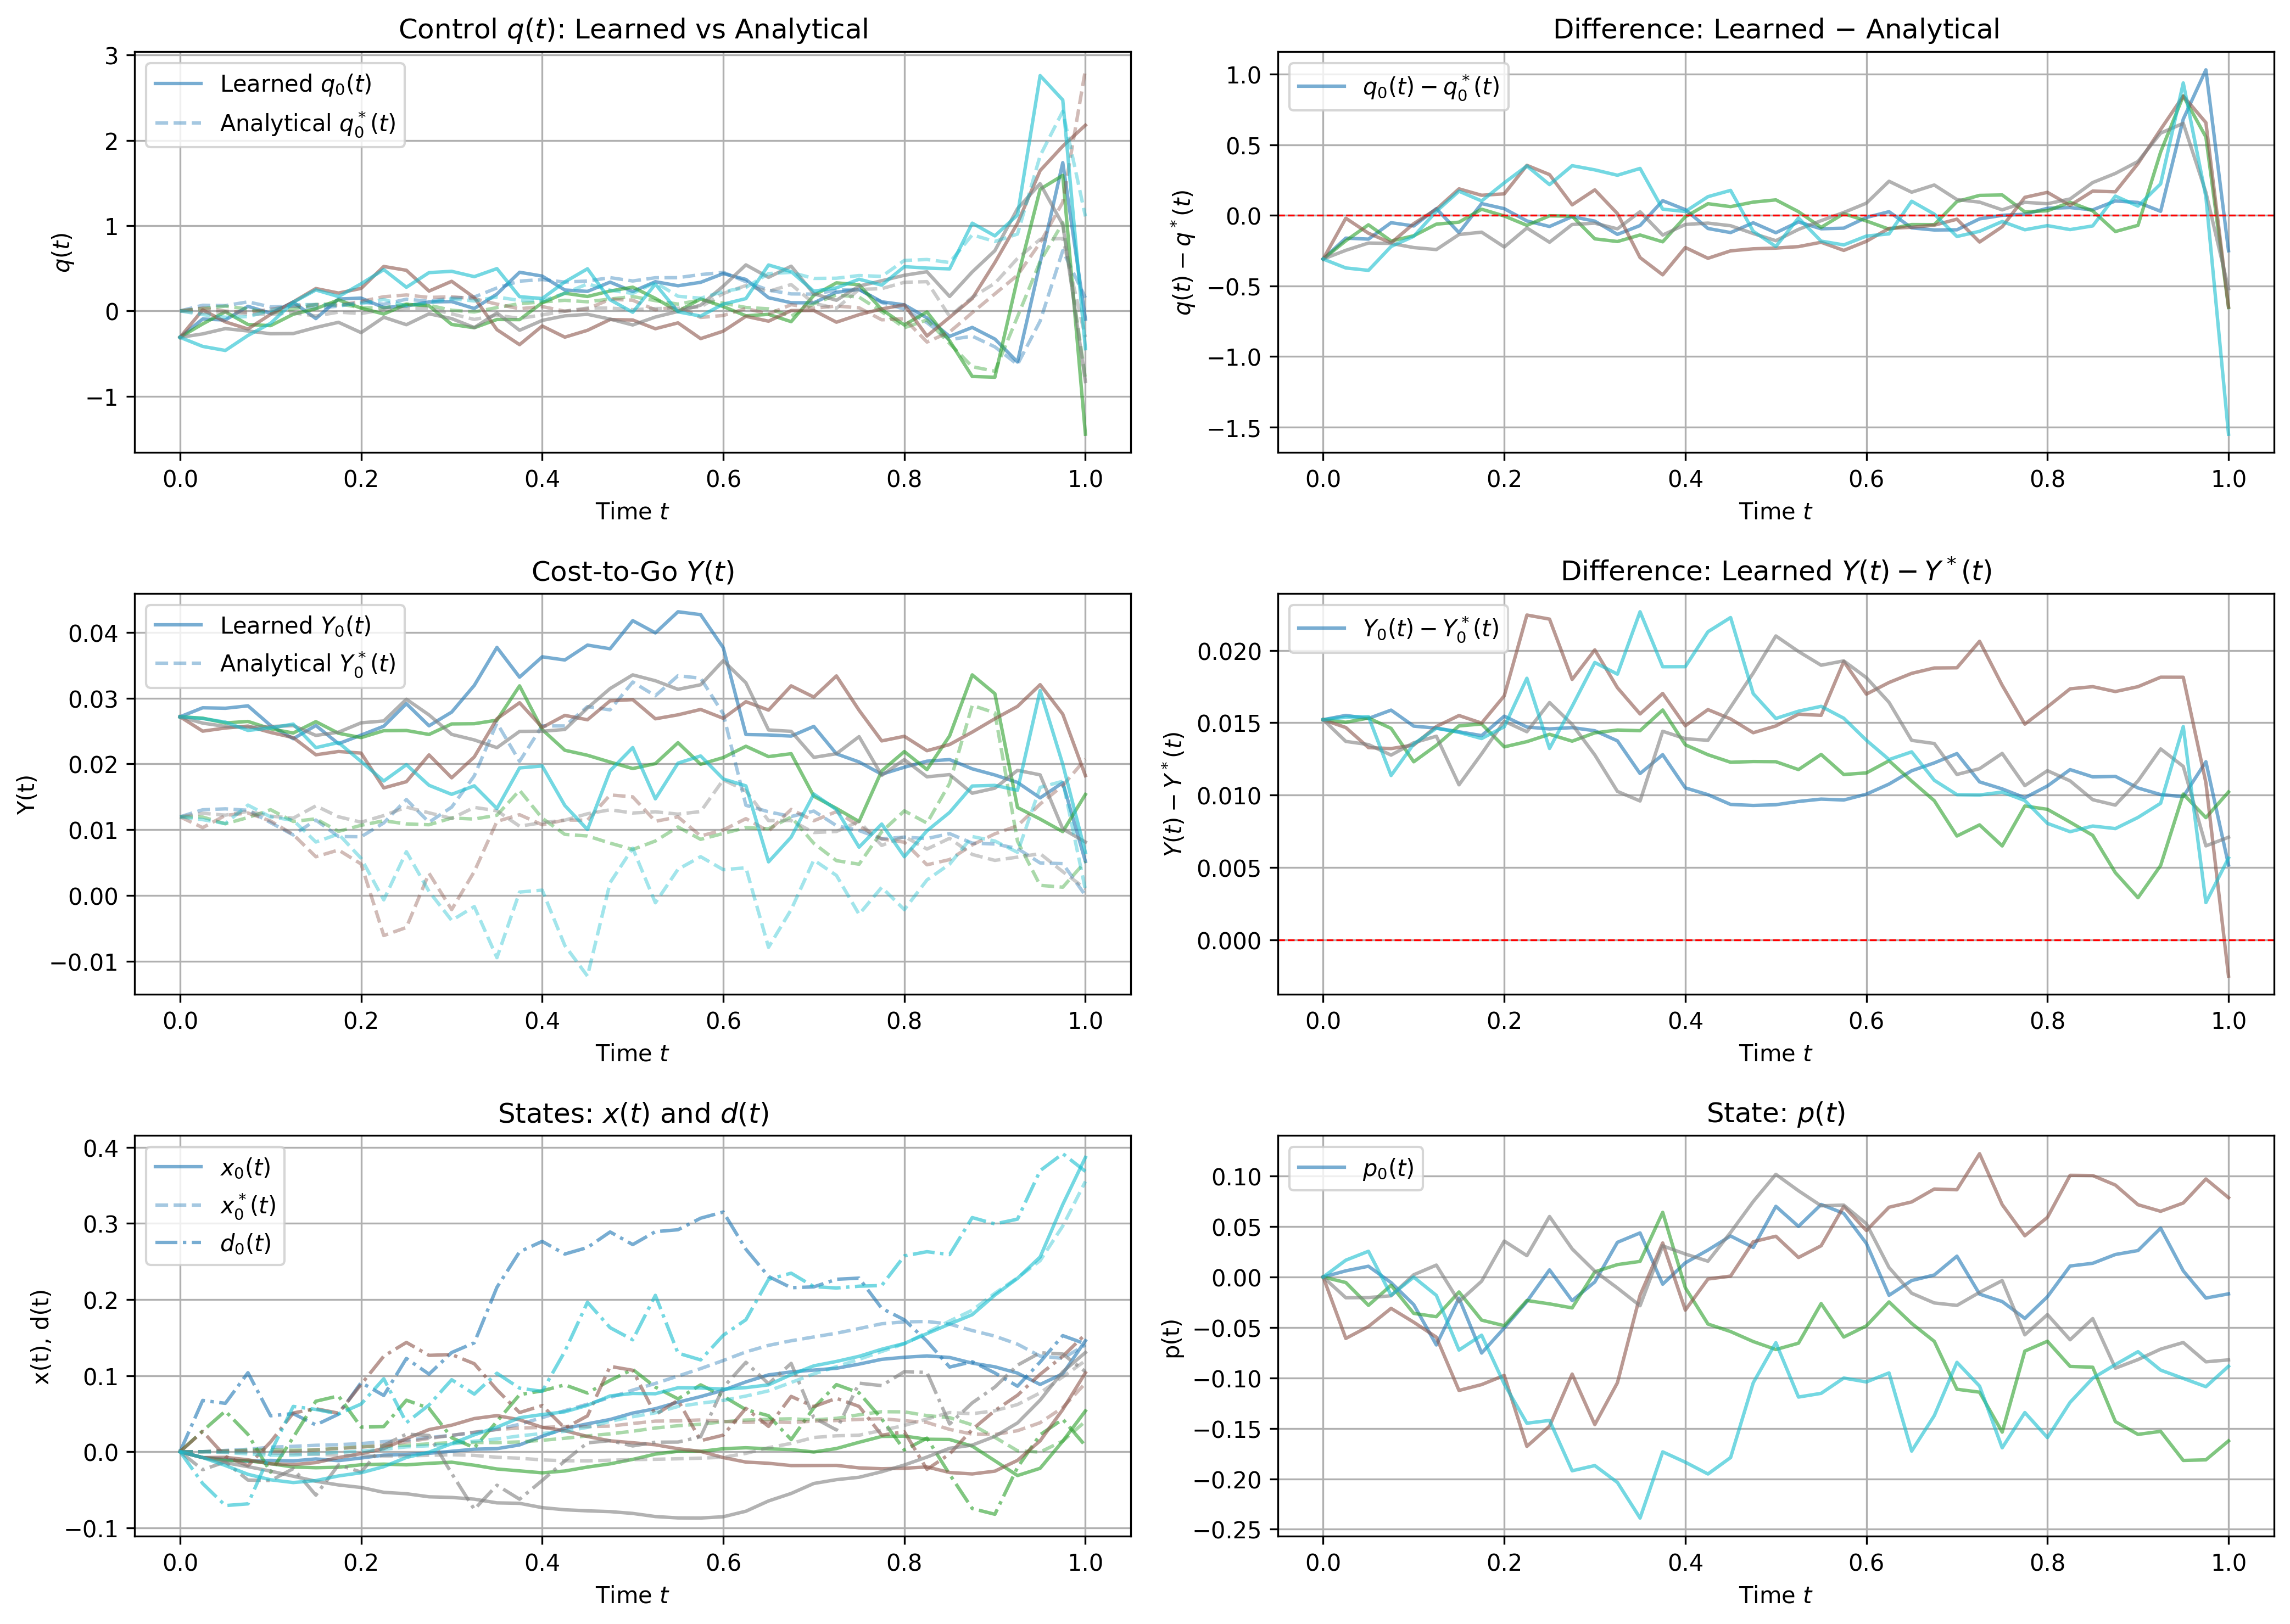 Control q(t): Learned vs Analytical
Learned q₀(t)
Analytical q₀*(t)
3
2
1
0
−1
q(t)
0.0 0.2 0.4 0.6 0.8 1.0
Time t
Difference: Learned − Analytical
q₀(t) − q₀*(t)
1.0
0.5
0.0
−0.5
−1.0
−1.5
q(t) − q*(t)
0.0 0.2 0.4 0.6 0.8 1.0
Time t
Cost-to-Go Y(t)
Learned Y₀(t)
Analytical Y₀*(t)
0.04
0.03
0.02
0.01
0.00
−0.01
Y(t)
0.0 0.2 0.4 0.6 0.8 1.0
Time t
Difference: Learned Y(t) − Y*(t)
Y₀(t) − Y₀*(t)
0.020
0.015
0.010
0.005
0.000
Y(t) − Y*(t)
0.0 0.2 0.4 0.6 0.8 1.0
Time t
States: x(t) and d(t)
x₀(t)
x₀*(t)
d₀(t)
0.4
0.3
0.2
0.1
0.0
−0.1
x(t), d(t)
0.0 0.2 0.4 0.6 0.8 1.0
Time t
State: p(t)
p₀(t)
0.10
0.05
0.00
−0.05
−0.10
−0.15
−0.20
−0.25
p(t)
0.0 0.2 0.4 0.6 0.8 1.0
Time t